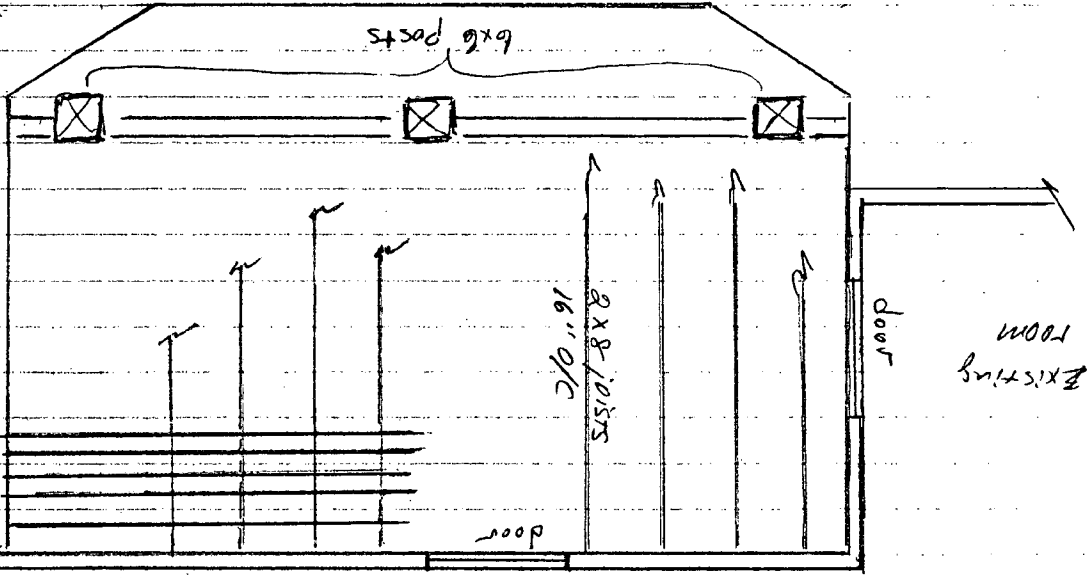 Existing
room
door
door
2x8 joists
16" O/C
6x6 posts